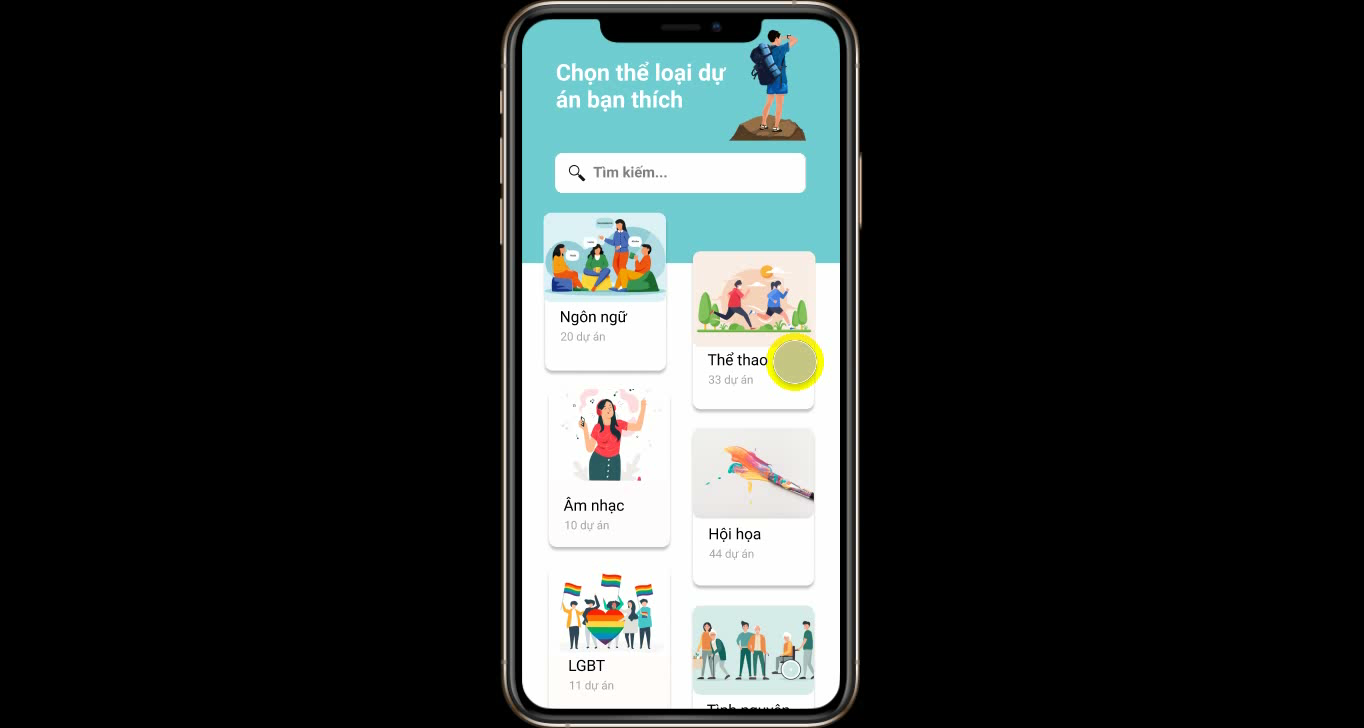 Chọn thể loại dự
án bạn thích
Tìm kiếm...
Ngôn ngữ
20 dự án
Thể thao
33 dự án
Âm nhạc
10 dự án
Hội họa
44 dự án
LGBT
11 dự án